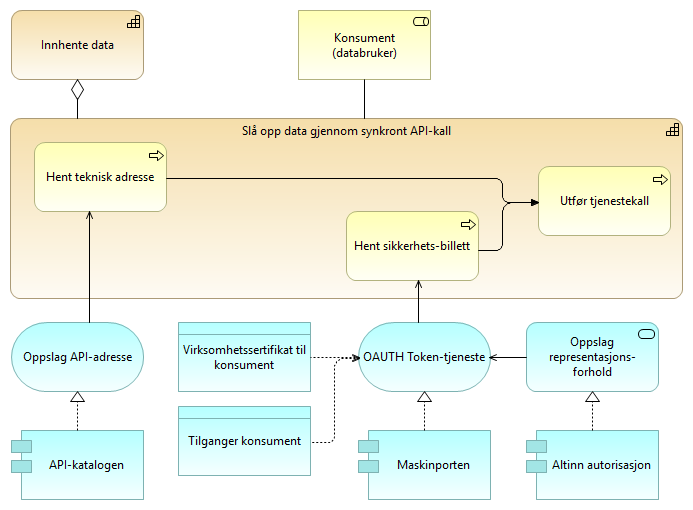 Innhente data
Konsument
(databruker)
Slå opp data gjennom synkront API-kall
Hent teknisk adresse
Utfør tjenestekall
Hent sikkerhets-billett
Oppslag API-adresse
Virksomhetssertifikat til
konsument
OAUTH Token-tjeneste
Oppslag
representasjons-
forhold
Tilganger konsument
API-katalogen
Maskinporten
Altinn autorisasjon